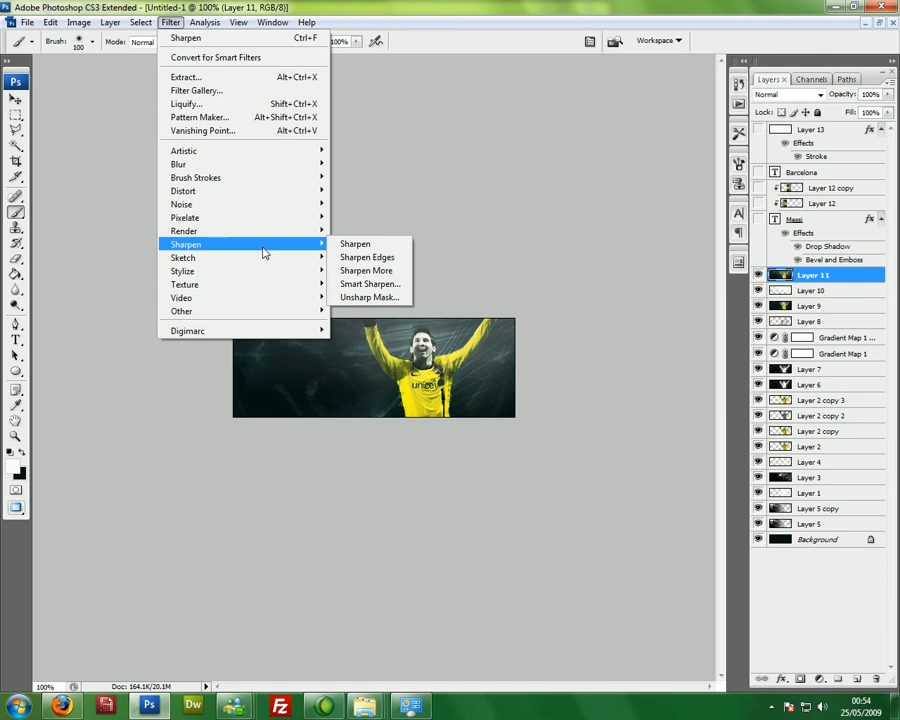 Adobe Photoshop CS3 Extended - [Untitled-1 @ 100% (Layer 11, RGB/8)]
File Edit Image Layer Select Filter Analysis View Window Help
Brush: 100 Mode: Normal 100% Workspace
Sharpen Ctrl+F
Convert for Smart Filters
Extract... Alt+Ctrl+X
Filter Gallery...
Liquify... Shift+Ctrl+X
Pattern Maker... Alt+Shift+Ctrl+X
Vanishing Point... Alt+Ctrl+V
Artistic
Blur
Brush Strokes
Distort
Noise
Pixelate
Render
Sharpen
Sketch
Stylize
Texture
Video
Other
Digimarc
Sharpen
Sharpen Edges
Sharpen More
Smart Sharpen...
Unsharp Mask...
unicef
Layers Channels Paths
Normal Opacity: 100%
Lock: Fill: 100%
Layer 13 fx
Effects
Stroke
T Barcelona
Layer 12 copy
Layer 12
T Messi fx
Effects
Drop Shadow
Bevel and Emboss
Layer 11
Layer 10
Layer 9
Layer 8
Gradient Map 1 ...
Gradient Map 1
Layer 7
Layer 6
Layer 2 copy 3
Layer 2 copy 2
Layer 2 copy
Layer 2
Layer 4
Layer 3
Layer 1
Layer 5 copy
Layer 5
Background
100% Doc: 164.1K/20.1M
Ps Dw Fz
00:54
25/05/2009